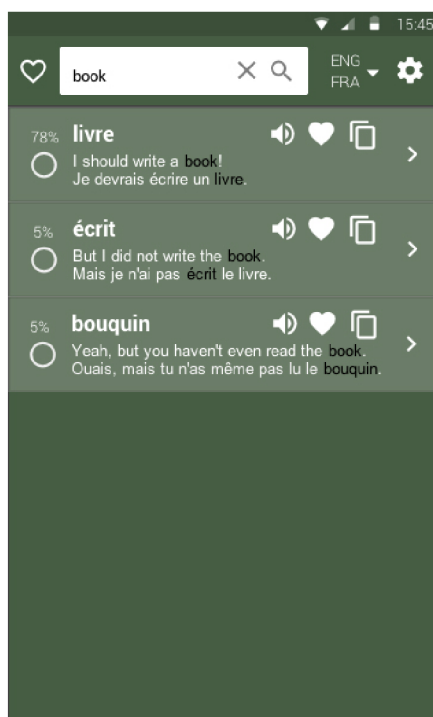 15:45
book
ENG
FRA
78%
livre
I should write a book!
Je devrais écrire un livre.
5%
écrit
But I did not write the book.
Mais je n'ai pas écrit le livre.
5%
bouquin
Yeah, but you haven't even read the book.
Ouais, mais tu n'as même pas lu le bouquin.